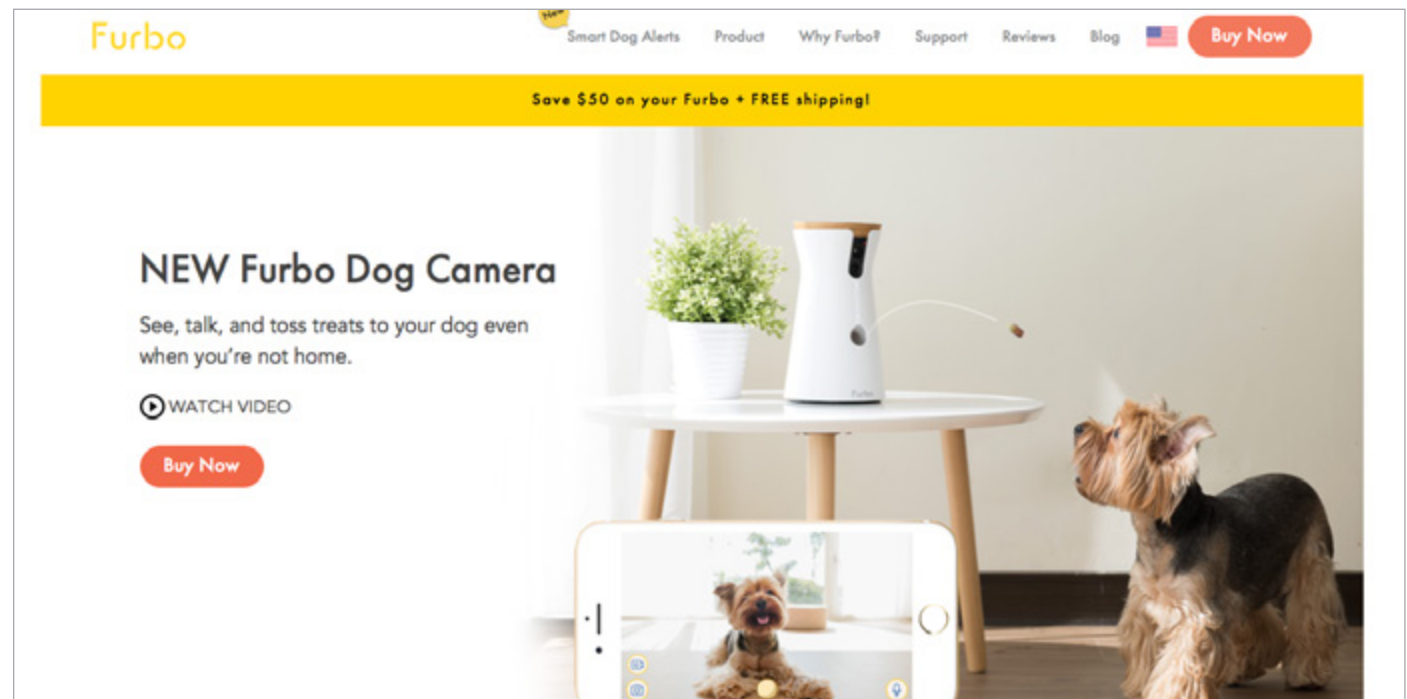 New
Furbo
Smart Dog Alerts
Product
Why Furbo?
Support
Reviews
Blog
Buy Now
Save $50 on your Furbo + FREE shipping!
NEW Furbo Dog Camera
See, talk, and toss treats to your dog even
when you're not home.
WATCH VIDEO
Buy Now
Furbo